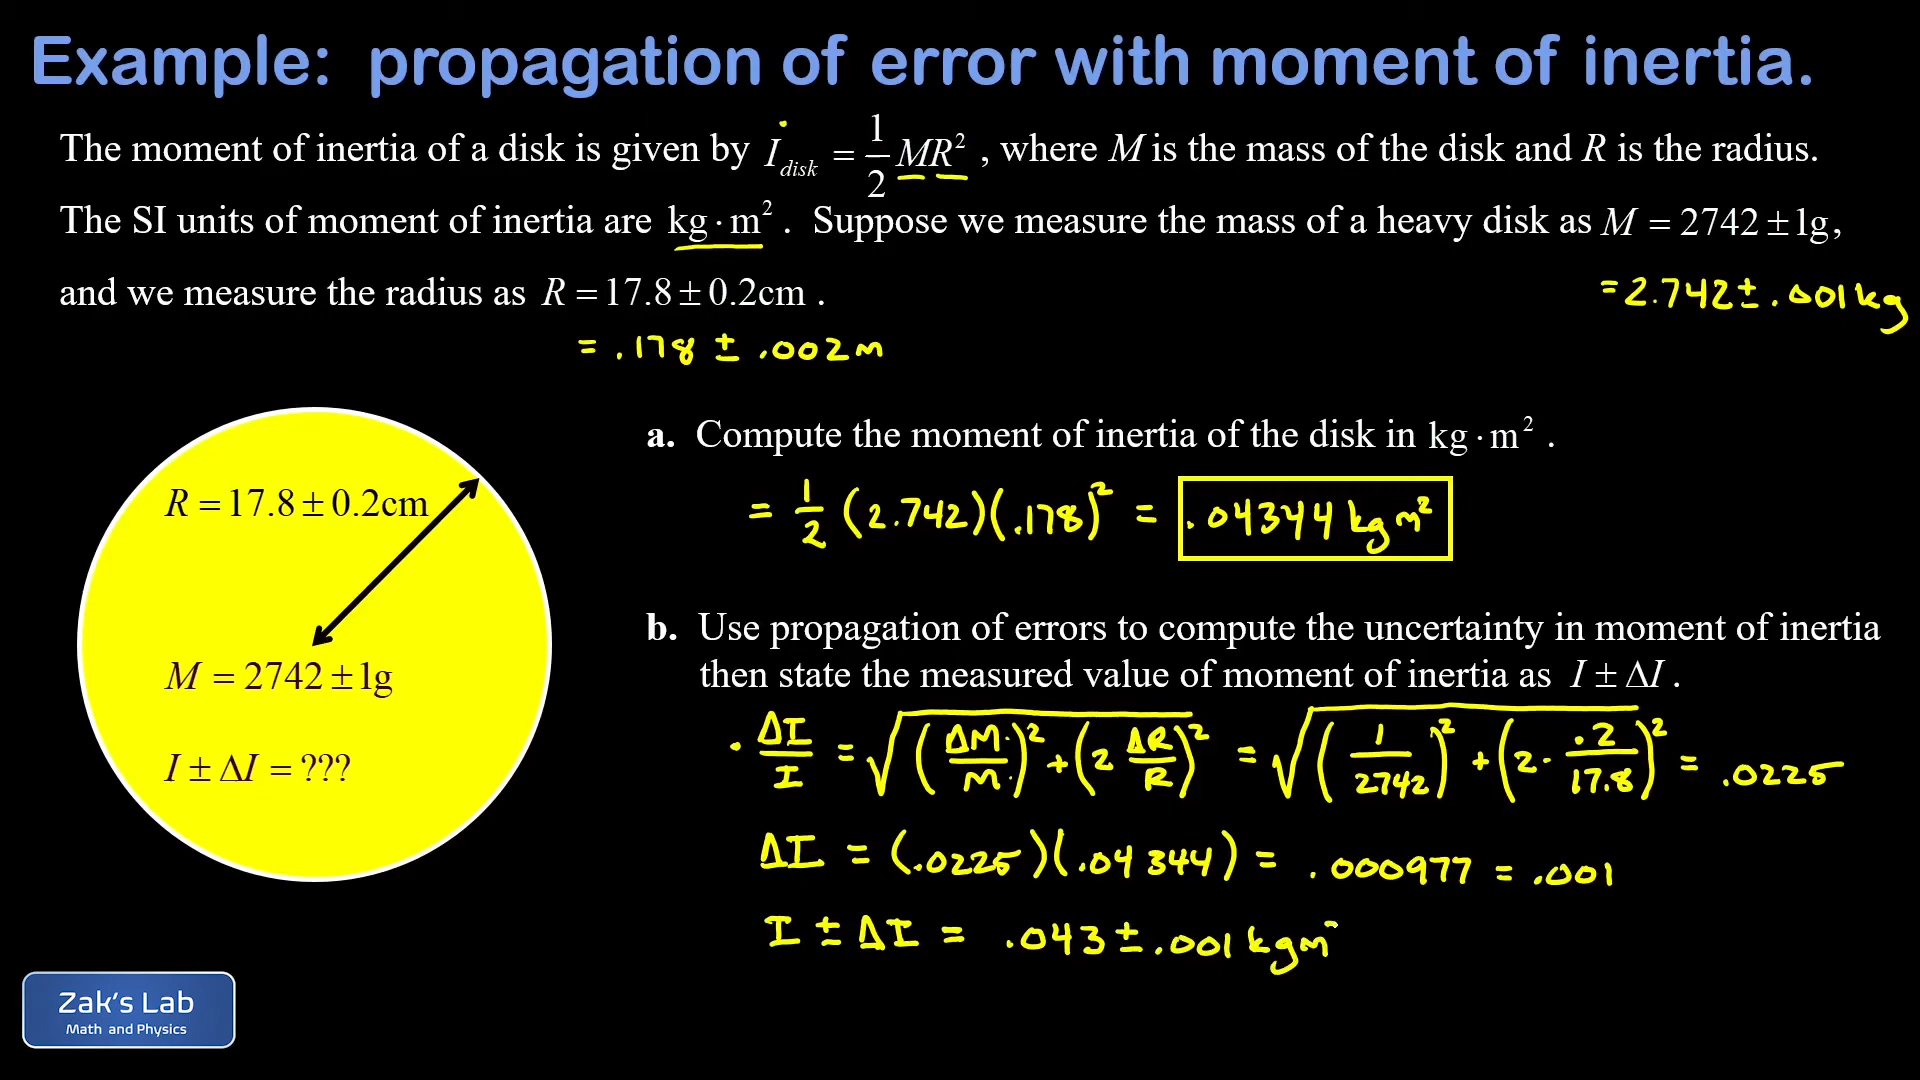 Example: propagation of error with moment of inertia.
The moment of inertia of a disk is given by I_disk = 1/2 MR², where M is the mass of the disk and R is the radius.
The SI units of moment of inertia are kg·m². Suppose we measure the mass of a heavy disk as M = 2742 ± 1g,
= 2.742 ± .001 kg
and we measure the radius as R = 17.8 ± 0.2cm.
= .178 ± .002 m
R = 17.8 ± 0.2cm
M = 2742 ± 1g
I ± ΔI = ???
a. Compute the moment of inertia of the disk in kg·m².
= 1/2 (2.742)(.178)² = .04344 kg m²
b. Use propagation of errors to compute the uncertainty in moment of inertia
then state the measured value of moment of inertia as I ± ΔI.
· ΔI/I = √((ΔM/M)² + (2 ΔR/R)²) = √((1/2742)² + (2 · .2/17.8)²) = .0225
ΔI = (.0225)(.04344) = .000977 = .001
I ± ΔI = .043 ± .001 kg m
Zak's Lab
Math and Physics